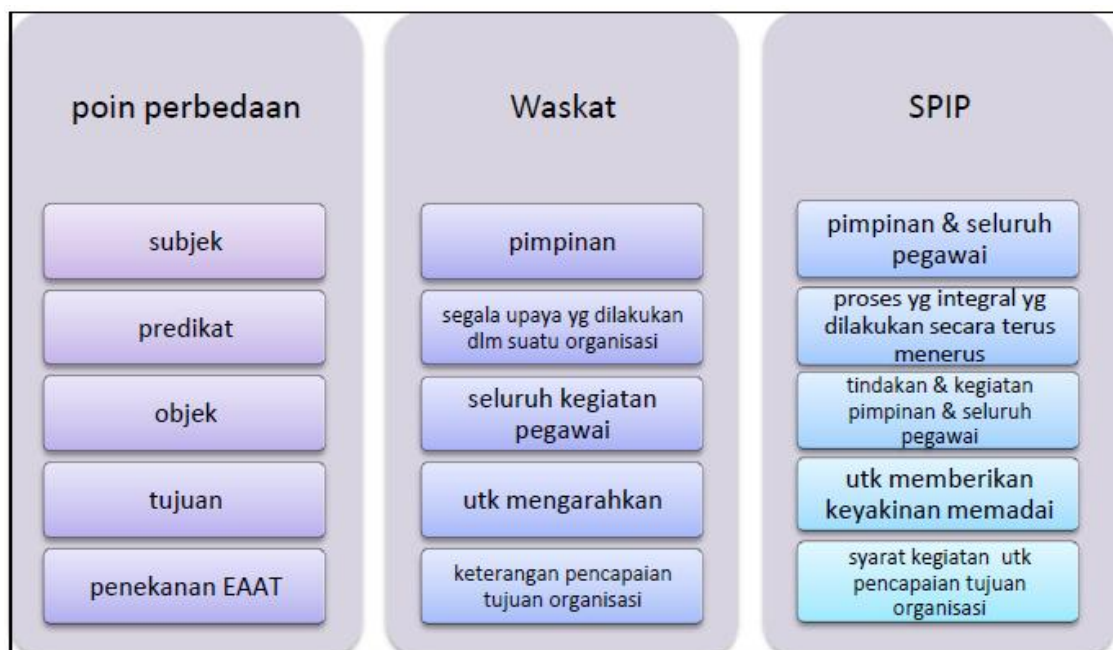 poin perbedaan
Waskat
SPIP
subjek
pimpinan
pimpinan & seluruh
pegawai
predikat
segala upaya yg dilakukan
dlm suatu organisasi
proses yg integral yg
dilakukan secara terus
menerus
objek
seluruh kegiatan
pegawai
tindakan & kegiatan
pimpinan & seluruh
pegawai
tujuan
utk mengarahkan
utk memberikan
keyakinan memadai
penekanan EAAT
keterangan pencapaian
tujuan organisasi
syarat kegiatan utk
pencapaian tujuan
organisasi